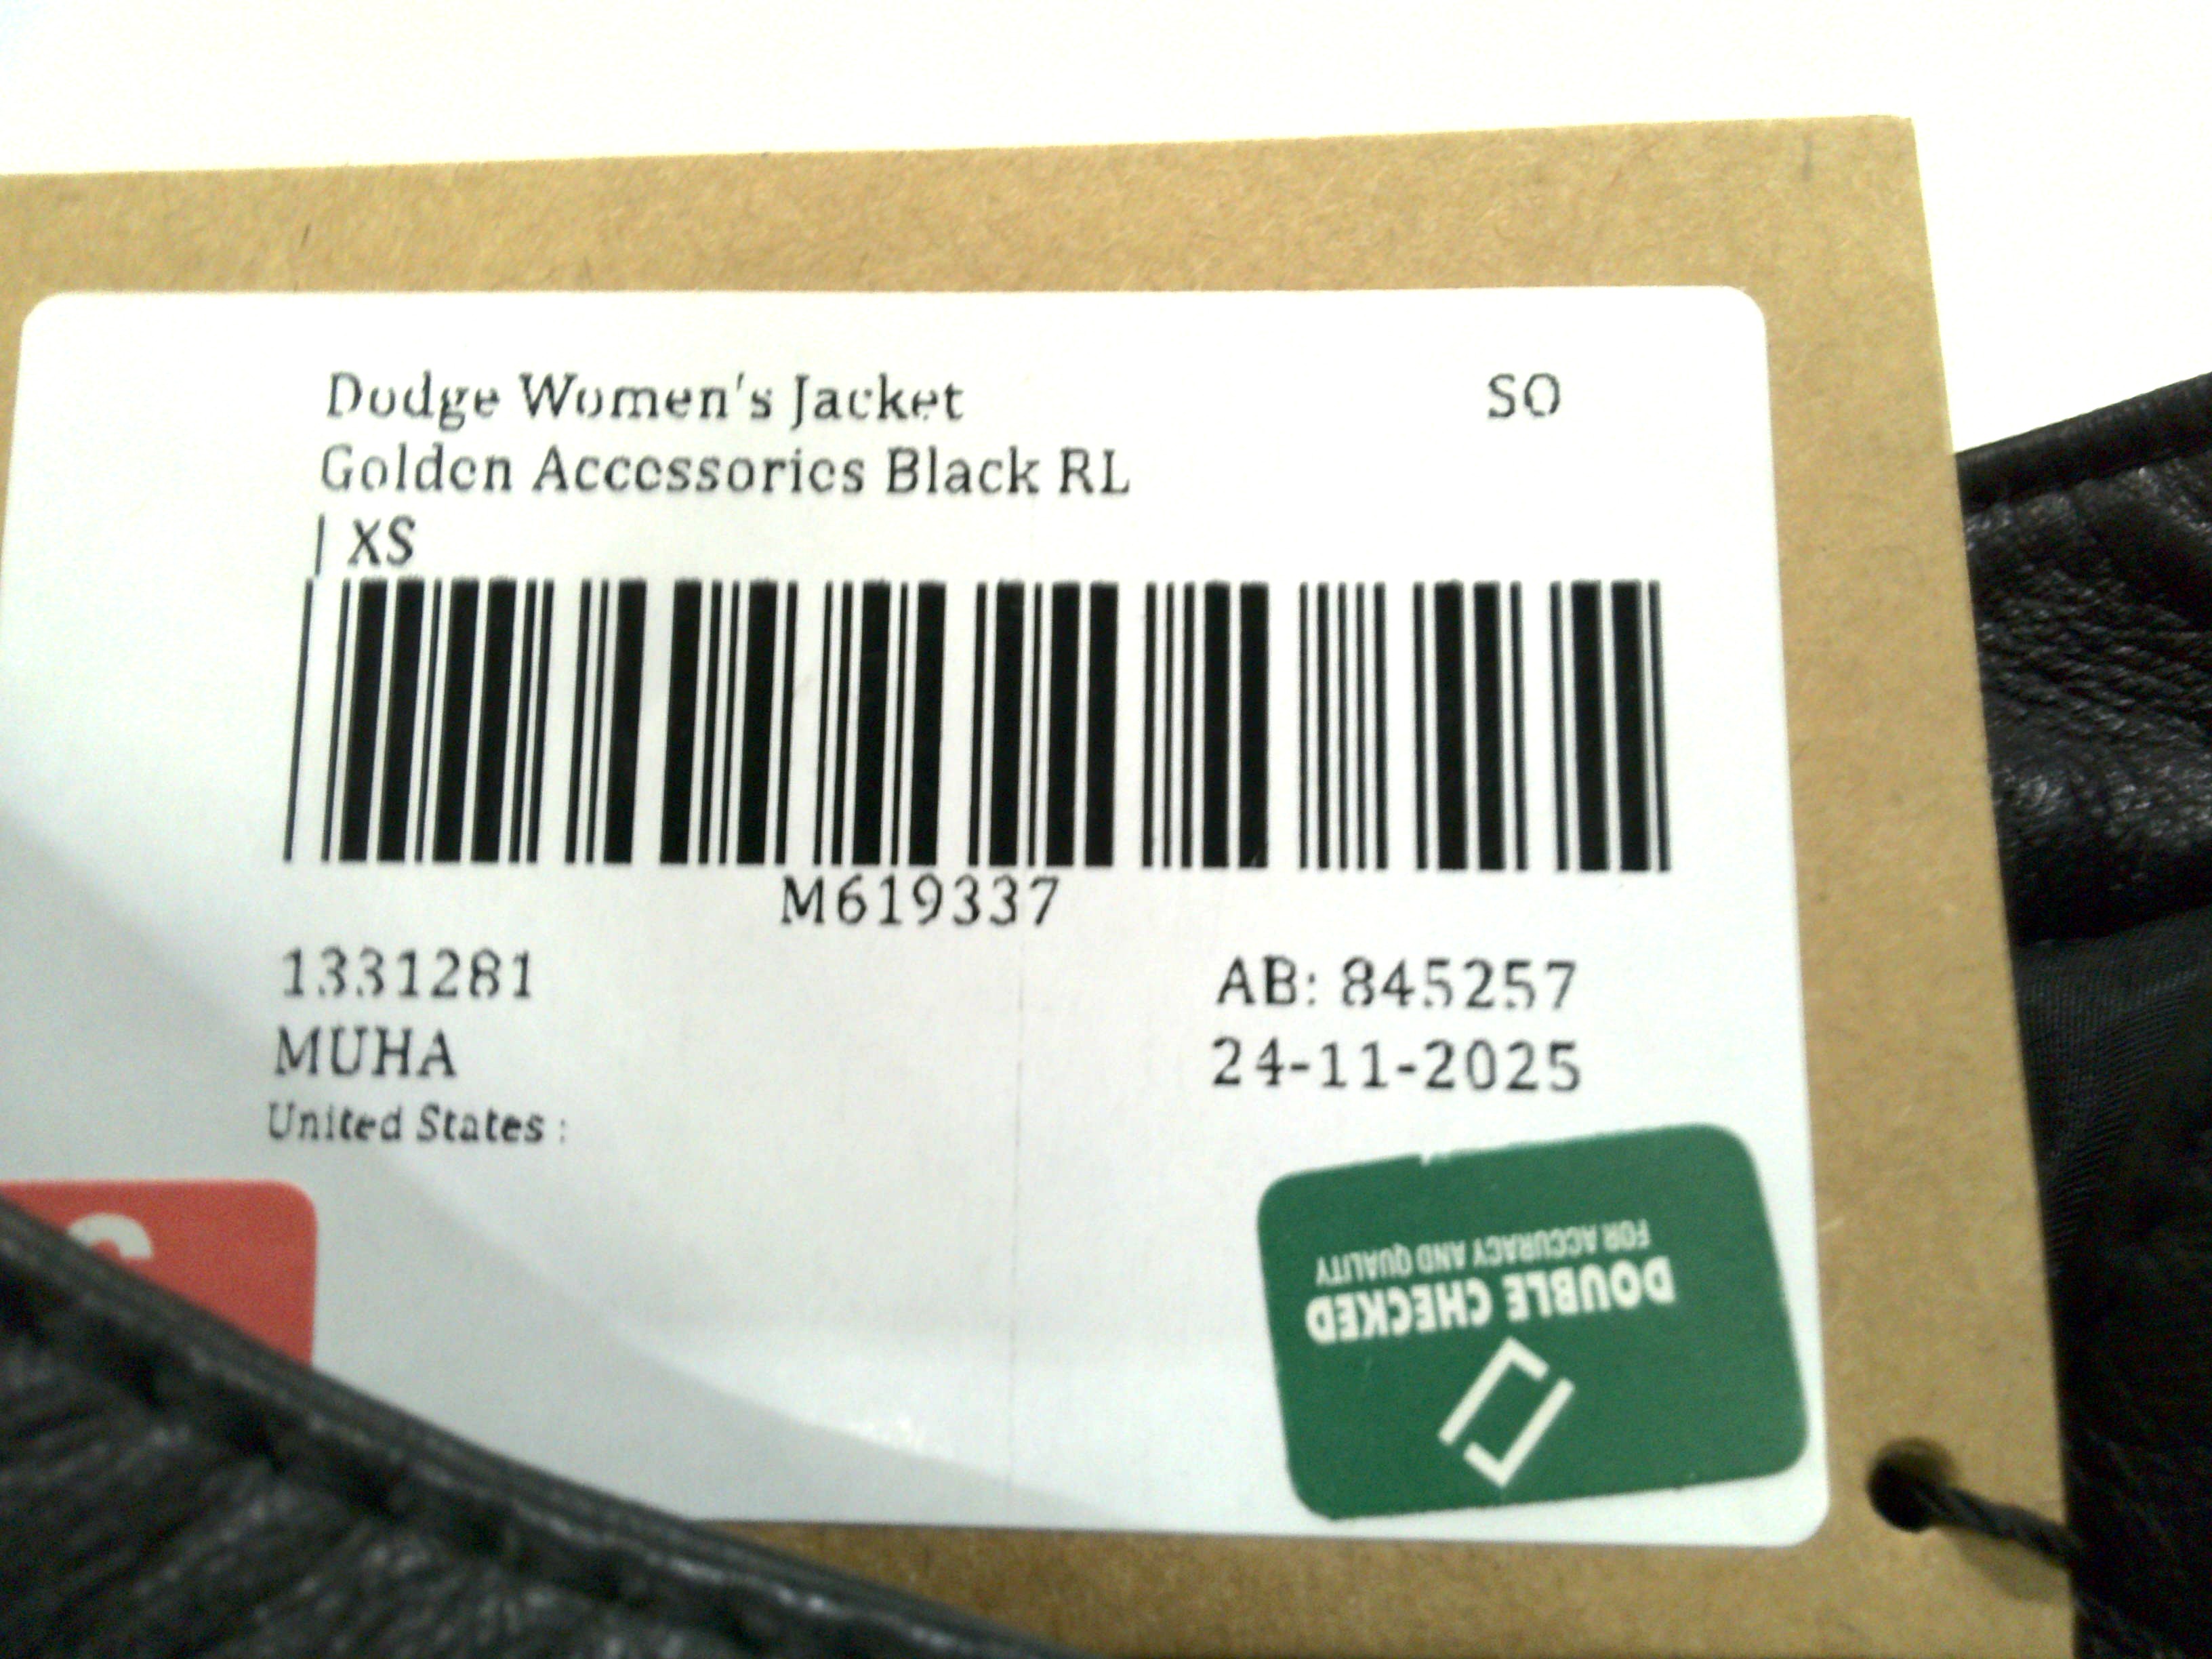 Dodge Women's Jacket SO
Golden Accessories Black RL
| XS
M619337
1331281 AB: 845257
MUHA 24-11-2025
United States :
DOUBLE CHECKED
FOR ACCURACY AND QUALITY